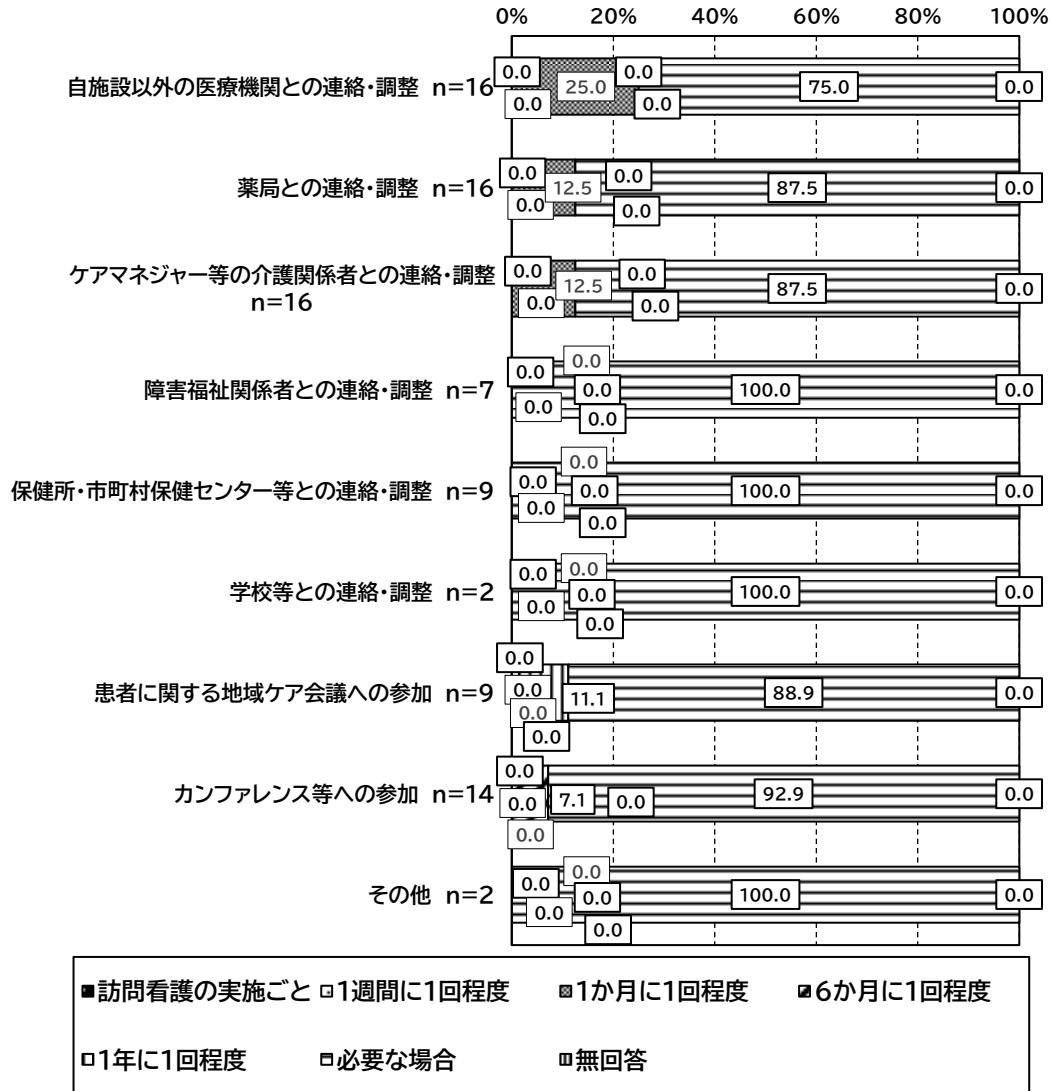 0% 20% 40% 60% 80% 100%
自施設以外の医療機関との連絡・調整 n=16
0.0 0.0 25.0 0.0 0.0 75.0 0.0
薬局との連絡・調整 n=16
0.0 0.0 12.5 0.0 0.0 87.5 0.0
ケアマネジャー等の介護関係者との連絡・調整
n=16
0.0 0.0 12.5 0.0 0.0 87.5 0.0
障害福祉関係者との連絡・調整 n=7
0.0 0.0 0.0 0.0 0.0 100.0 0.0
保健所・市町村保健センター等との連絡・調整 n=9
0.0 0.0 0.0 0.0 0.0 100.0 0.0
学校等との連絡・調整 n=2
0.0 0.0 0.0 0.0 0.0 100.0 0.0
患者に関する地域ケア会議への参加 n=9
0.0 0.0 0.0 0.0 11.1 88.9 0.0
カンファレンス等への参加 n=14
0.0 0.0 0.0 7.1 0.0 92.9 0.0
その他 n=2
0.0 0.0 0.0 0.0 0.0 100.0 0.0
訪問看護の実施ごと 1週間に1回程度 1か月に1回程度 6か月に1回程度
1年に1回程度 必要な場合 無回答